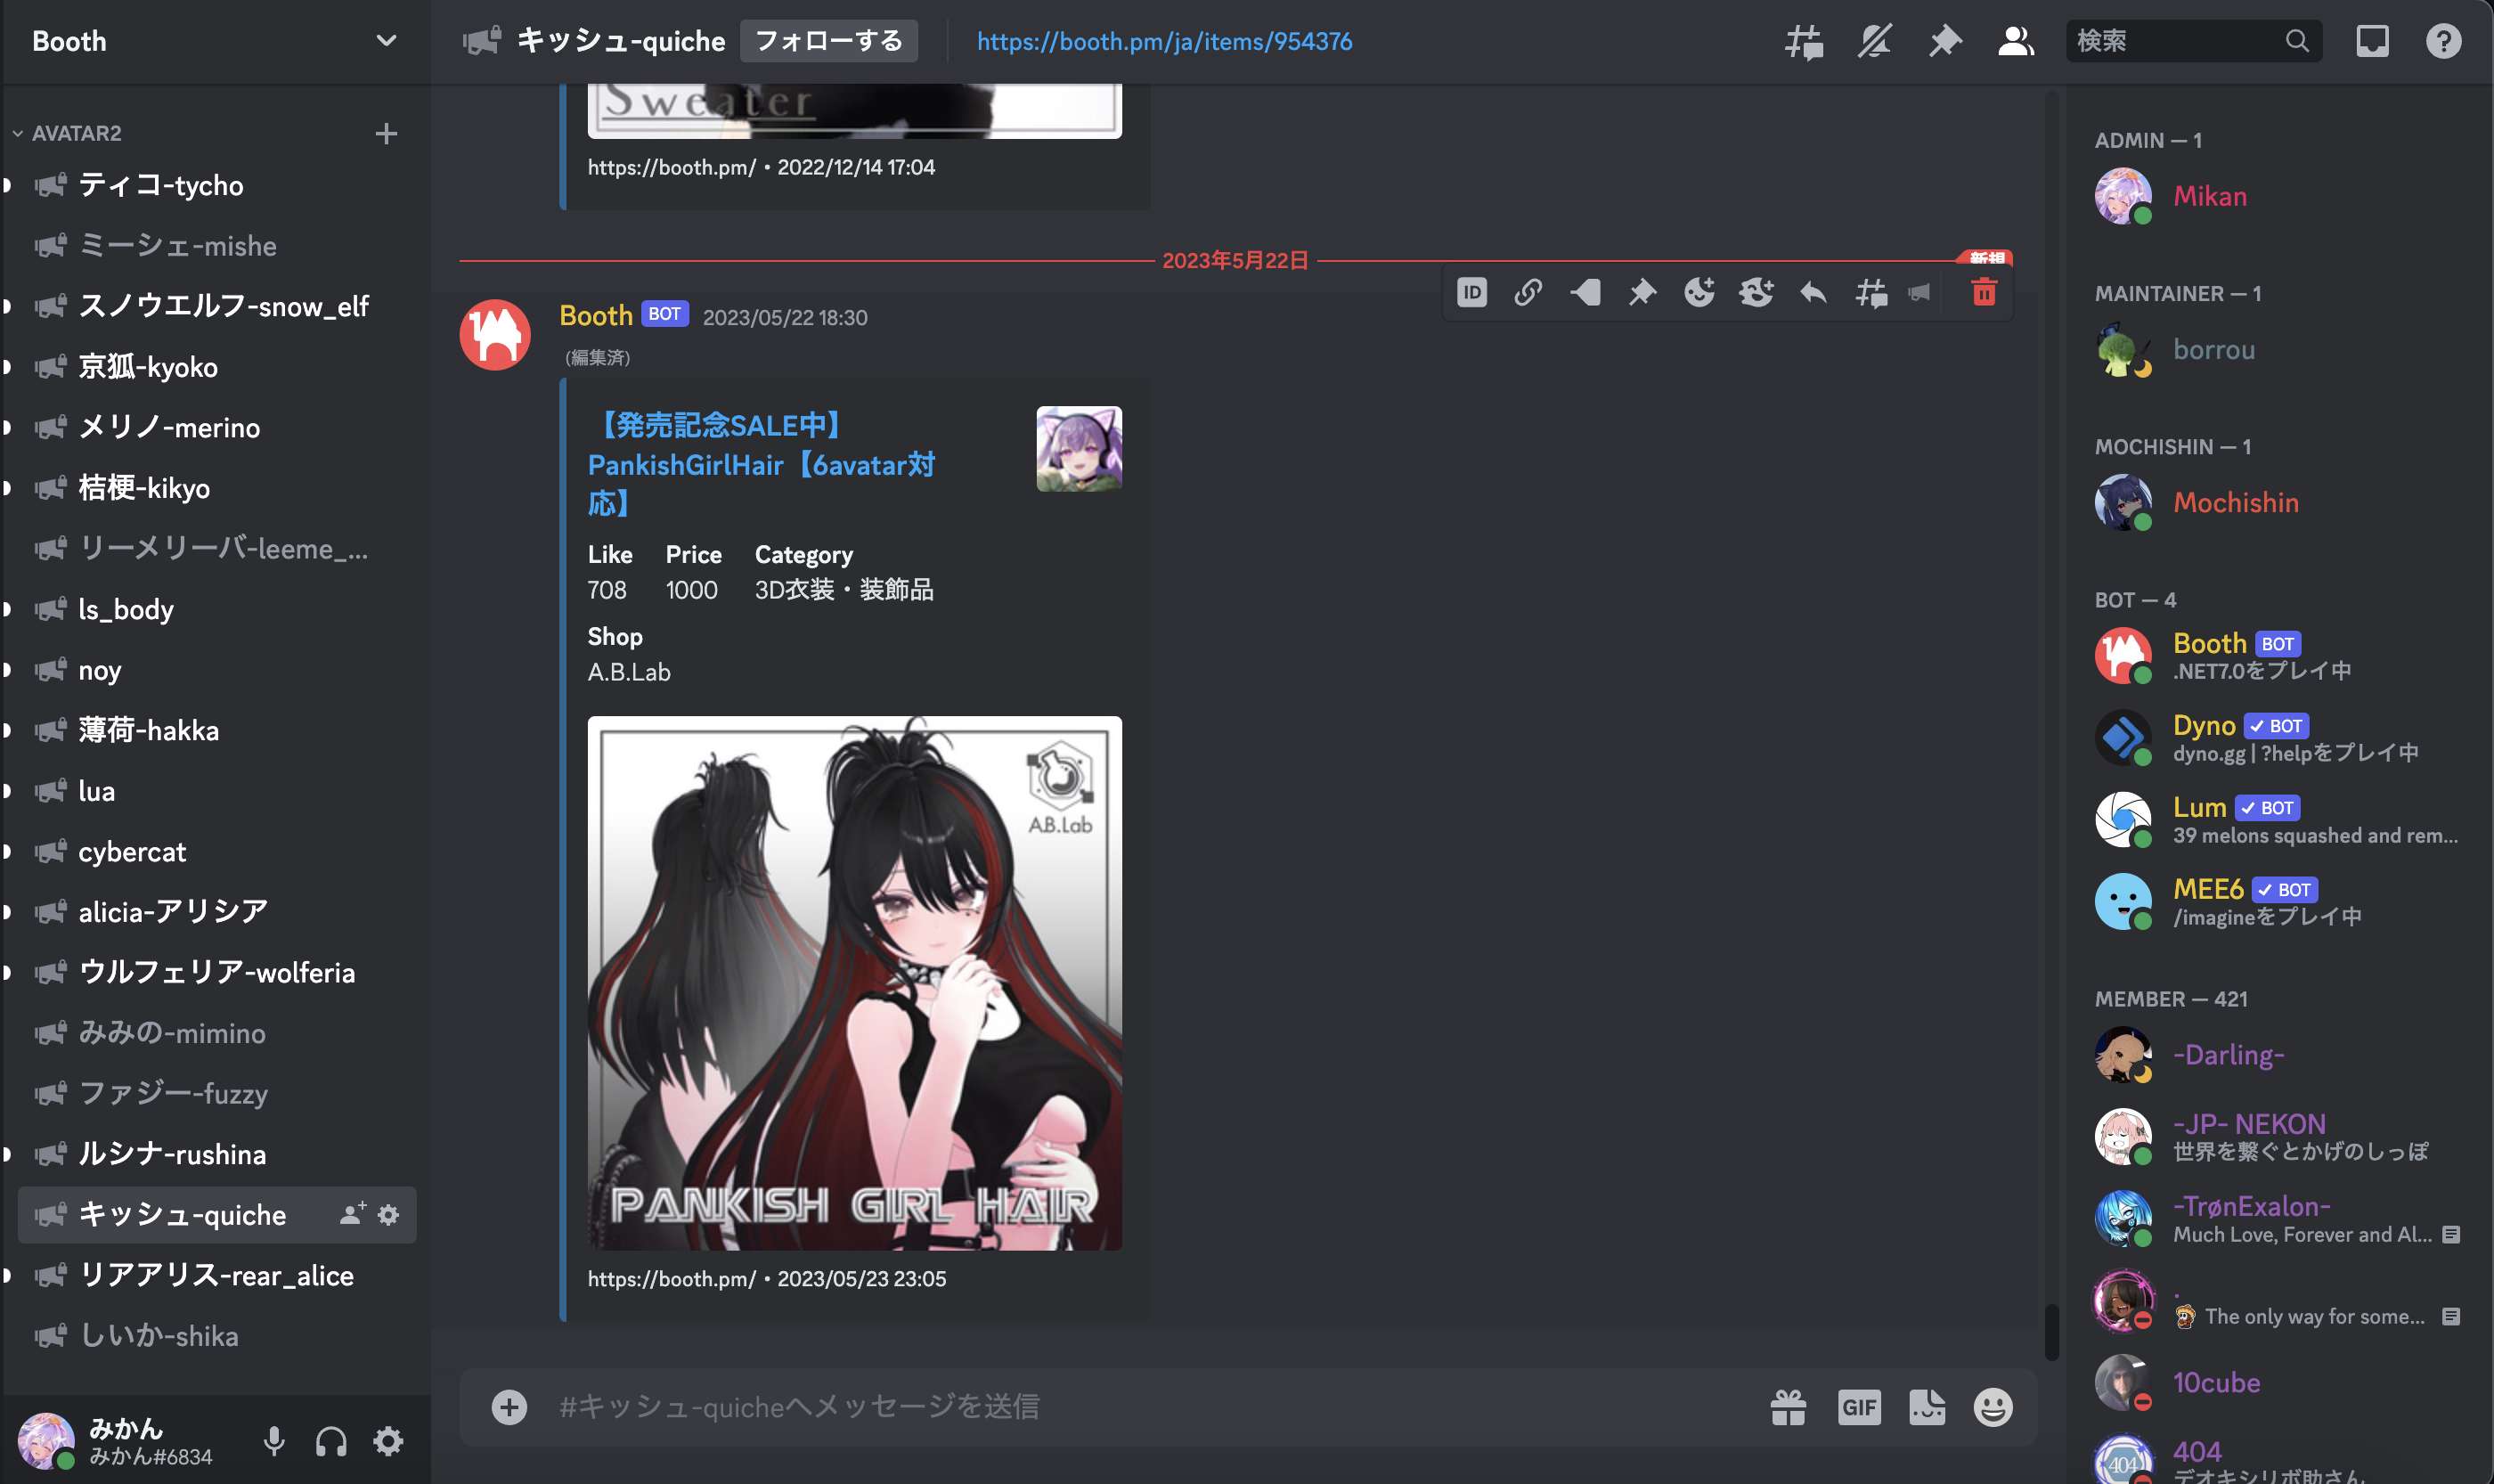 Booth
AVATAR2
ティコ-tycho
ミーシェ-mishe
スノウエルフ-snow_elf
京狐-kyoko
メリノ-merino
桔梗-kikyo
リーメリーバ-leeme_...
ls_body
noy
薄荷-hakka
lua
cybercat
alicia-アリシア
ウルフェリア-wolferia
みみの-mimino
ファジー-fuzzy
ルシナ-rushina
キッシュ-quiche
リアアリス-rear_alice
しいか-shika
みかん
みかん#6834
キッシュ-quiche フォローする https://booth.pm/ja/items/954376
検索
Sweater
https://booth.pm/ • 2022/12/14 17:04
2023年5月22日
新規
ID
Booth BOT 2023/05/22 18:30
(編集済)
【発売記念SALE中】
PankishGirlHair【6avatar対
応】
Like Price Category
708 1000 3D衣装・装飾品
Shop
A.B.Lab
A.B.Lab
PANKISH GIRL HAIR
https://booth.pm/ • 2023/05/23 23:05
#キッシュ-quicheへメッセージを送信
GIF
ADMIN — 1
Mikan
MAINTAINER — 1
borrou
MOCHISHIN — 1
Mochishin
BOT — 4
Booth BOT
.NET7.0をプレイ中
Dyno BOT
dyno.gg | ?helpをプレイ中
Lum BOT
39 melons squashed and rem...
MEE6 BOT
/imagineをプレイ中
MEMBER — 421
-Darling-
-JP- NEKON
世界を繋ぐとかげのしっぽ
-TrønExalon-
Much Love, Forever and Al...
.
The only way for some...
10cube
404
404
デオキシリボ助さん